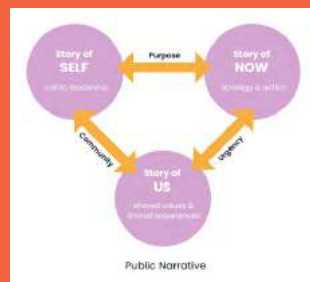 Story of
SELF
call to leadership
Purpose
Story of
NOW
strategy & action
Community
Urgency
Story of
US
shared values &
shared experiences
Public Narrative